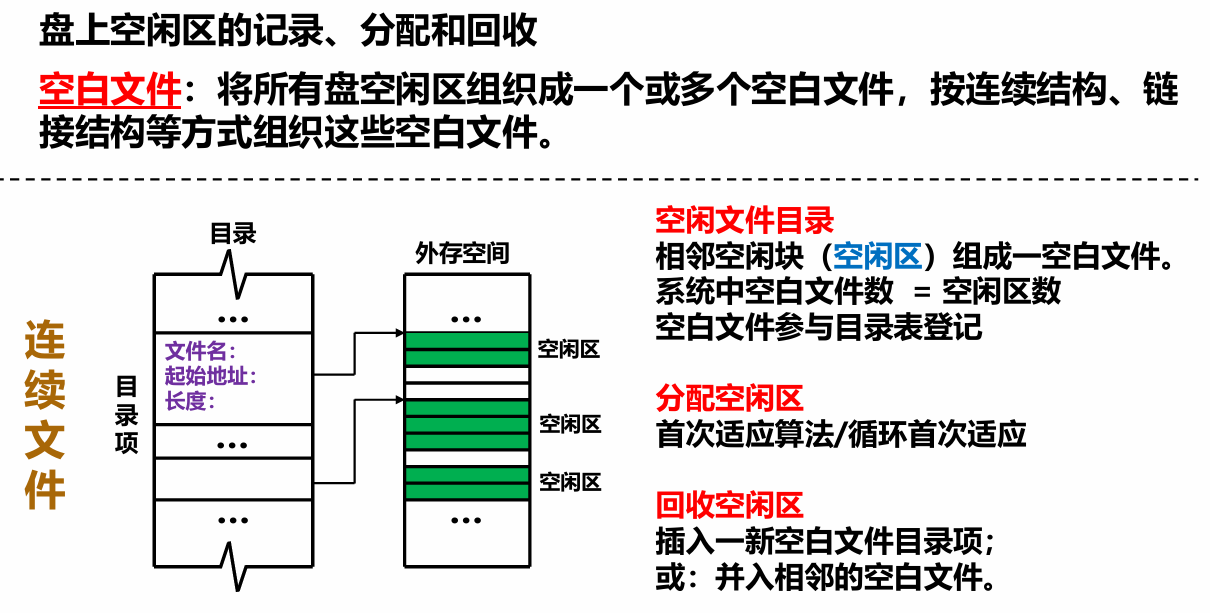 盘上空闲区的记录、分配和回收
空白文件：将所有盘空闲区组织成一个或多个空白文件，按连续结构、链
接结构等方式组织这些空白文件。
连续文件
目录
目录项
...
文件名：
起始地址：
长度：
...
...
外存空间
...
空闲区
空闲区
空闲区
...
空闲文件目录
相邻空闲块（空闲区）组成一空白文件。
系统中空白文件数 = 空闲区数
空白文件参与目录表登记
分配空闲区
首次适应算法/循环首次适应
回收空闲区
插入一新空白文件目录项；
或：并入相邻的空白文件。